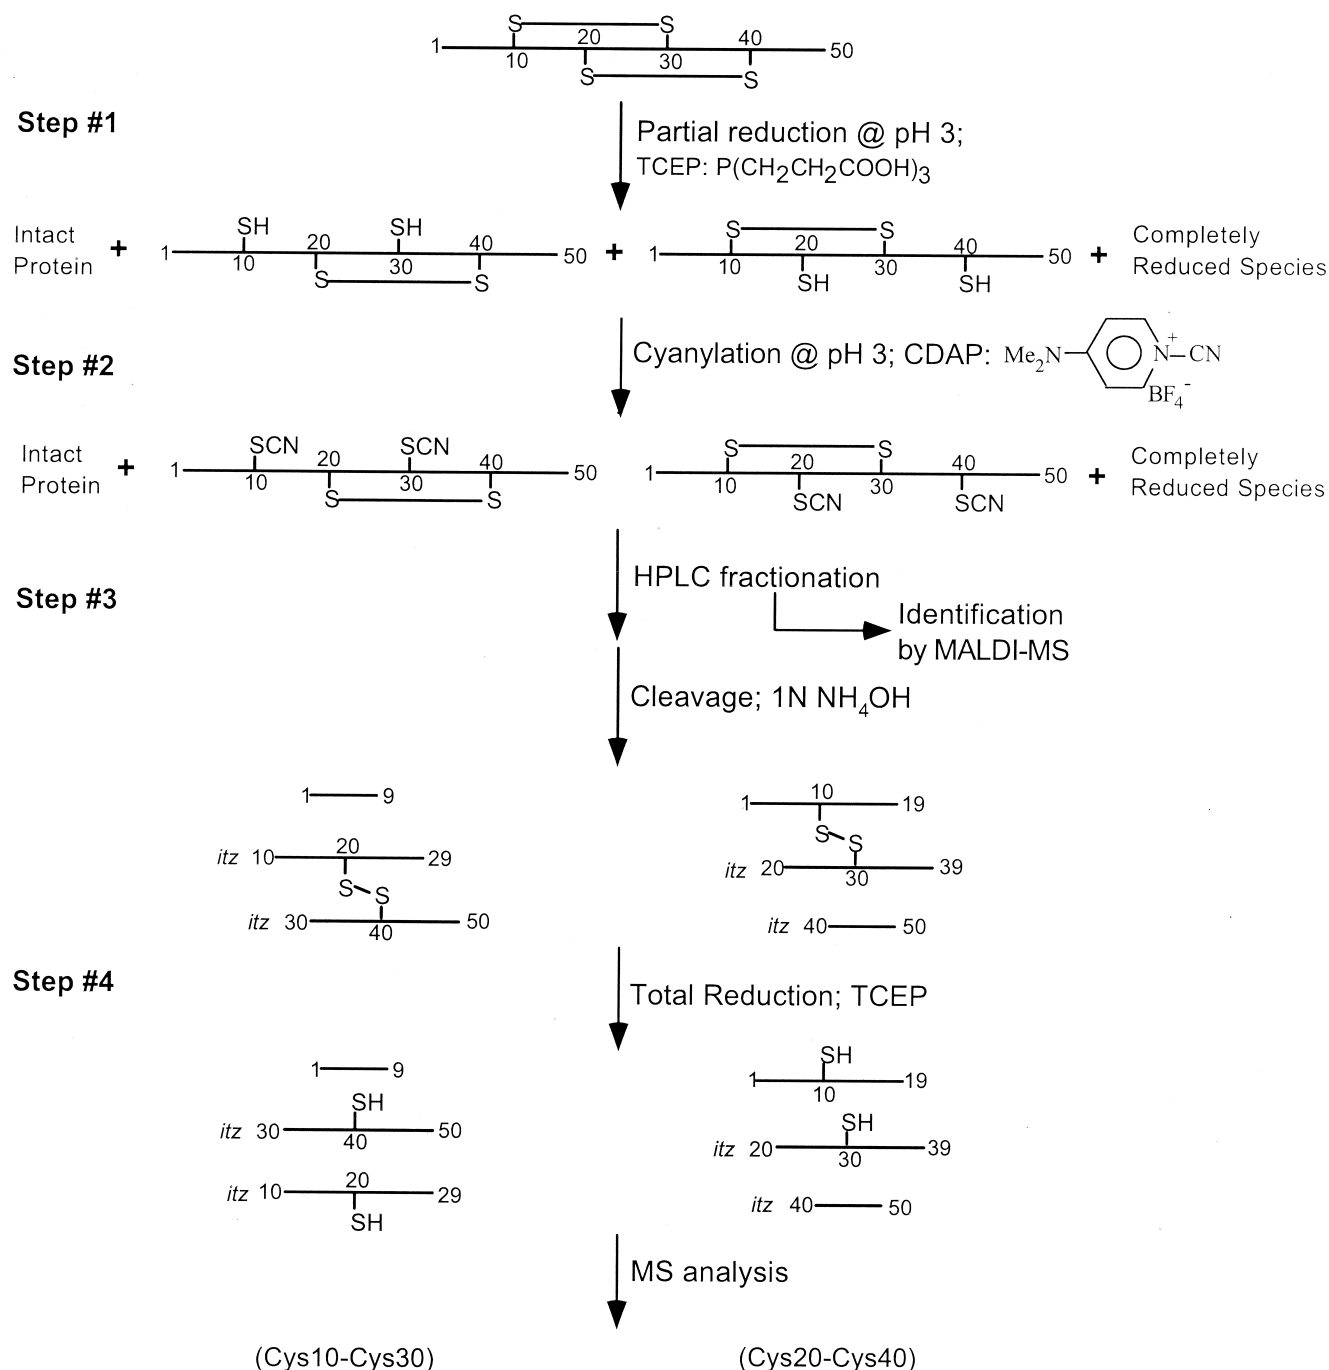 S S
1 10 20 30 40 50
S S
Step #1
Partial reduction @ pH 3;
TCEP: P(CH2CH2COOH)3
Intact
Protein
+
SH SH
1 10 20 30 40 50
S S
+
S S
1 10 20 30 40 50
SH SH
+
Completely
Reduced Species
Step #2
Cyanylation @ pH 3; CDAP: Me2N N+ CN
BF4-
Intact
Protein
+
SCN SCN
1 10 20 30 40 50
S S
S S
1 10 20 30 40 50
SCN SCN
+
Completely
Reduced Species
Step #3
HPLC fractionation
Identification
by MALDI-MS
Cleavage; 1N NH4OH
1 9
itz 10 20 29
S S
itz 30 40 50
1 10 19
S S
itz 20 30 39
itz 40 50
Step #4
Total Reduction; TCEP
1 9
SH
itz 30 40 50
itz 10 20 29
SH
SH
1 10 19
SH
itz 20 30 39
itz 40 50
MS analysis
(Cys10-Cys30) (Cys20-Cys40)